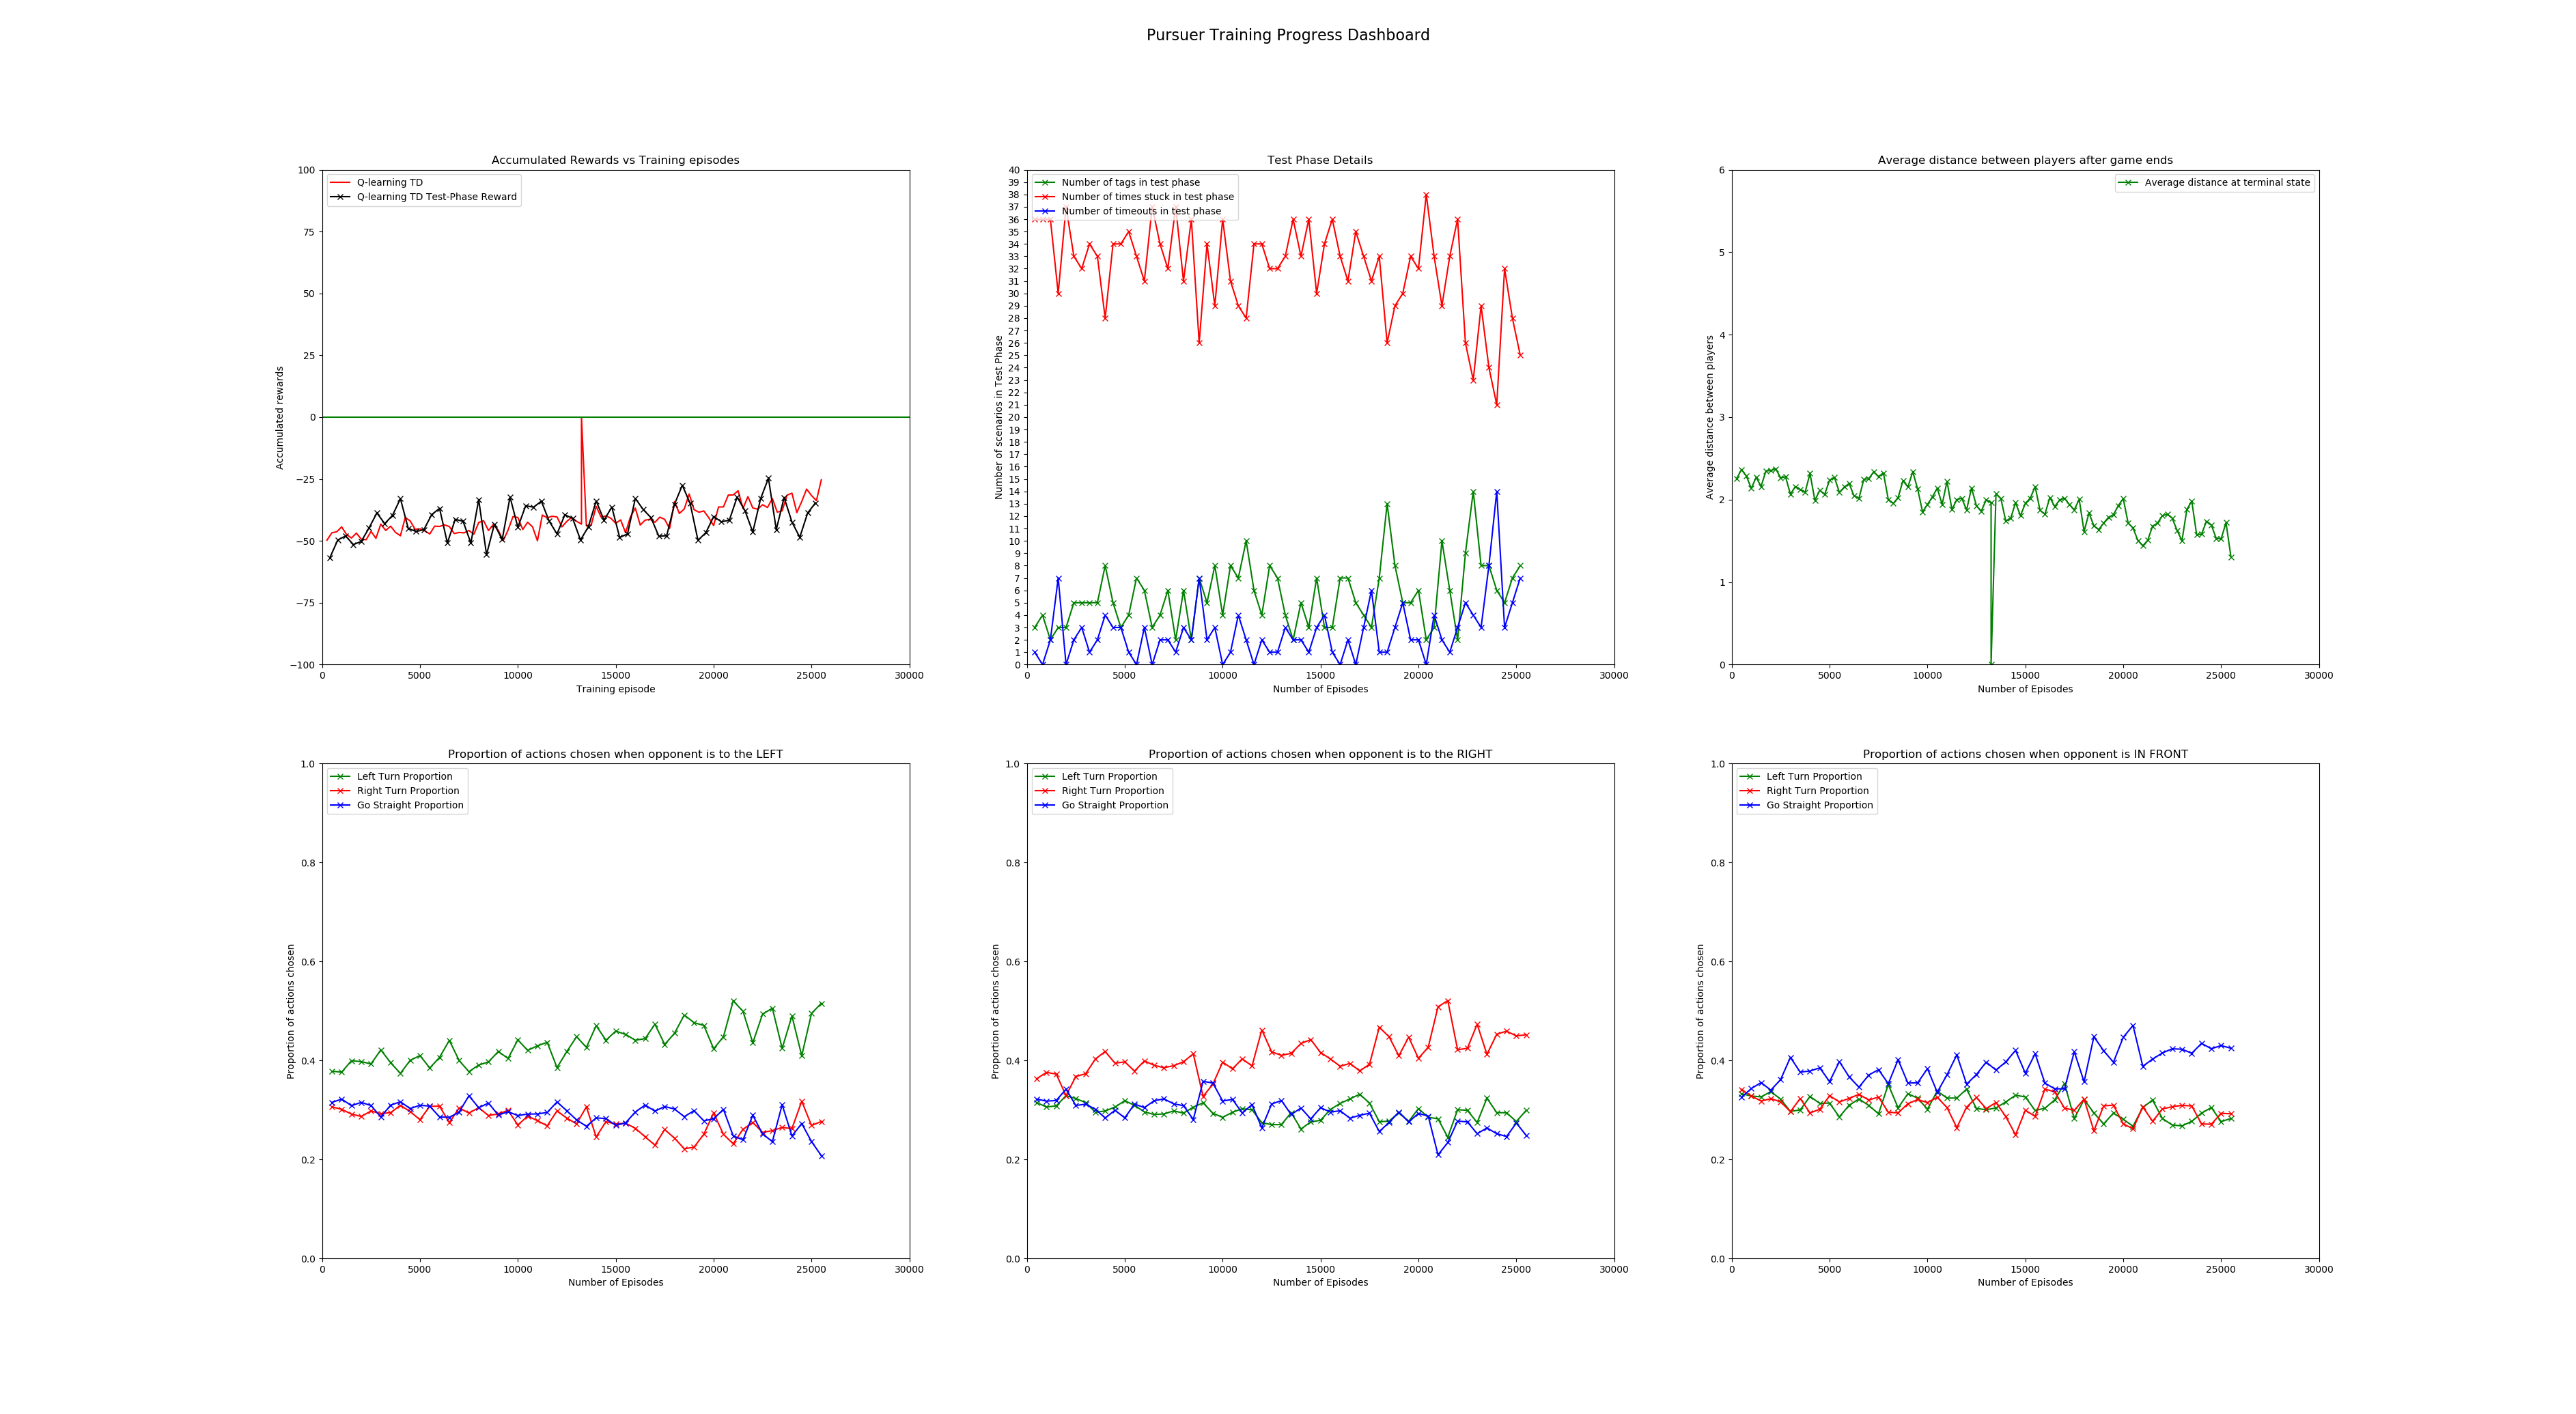 Pursuer Training Progress Dashboard
Accumulated Rewards vs Training episodes
Q-learning TD
Q-learning TD Test-Phase Reward
100
75
50
25
0
−25
−50
−75
−100
Accumulated rewards
0 5000 10000 15000 20000 25000 30000
Training episode
Test Phase Details
Number of tags in test phase
Number of times stuck in test phase
Number of timeouts in test phase
40
39
38
37
36
35
34
33
32
31
30
29
28
27
26
25
24
23
22
21
20
19
18
17
16
15
14
13
12
11
10
9
8
7
6
5
4
3
2
1
0
Number of scenarios in Test Phase
0 5000 10000 15000 20000 25000 30000
Number of Episodes
Average distance between players after game ends
Average distance at terminal state
6
5
4
3
2
1
0
Average distance between players
0 5000 10000 15000 20000 25000 30000
Number of Episodes
Proportion of actions chosen when opponent is to the LEFT
Left Turn Proportion
Right Turn Proportion
Go Straight Proportion
1.0
0.8
0.6
0.4
0.2
0.0
Proportion of actions chosen
0 5000 10000 15000 20000 25000 30000
Number of Episodes
Proportion of actions chosen when opponent is to the RIGHT
Left Turn Proportion
Right Turn Proportion
Go Straight Proportion
1.0
0.8
0.6
0.4
0.2
0.0
Proportion of actions chosen
0 5000 10000 15000 20000 25000 30000
Number of Episodes
Proportion of actions chosen when opponent is IN FRONT
Left Turn Proportion
Right Turn Proportion
Go Straight Proportion
1.0
0.8
0.6
0.4
0.2
0.0
Proportion of actions chosen
0 5000 10000 15000 20000 25000 30000
Number of Episodes